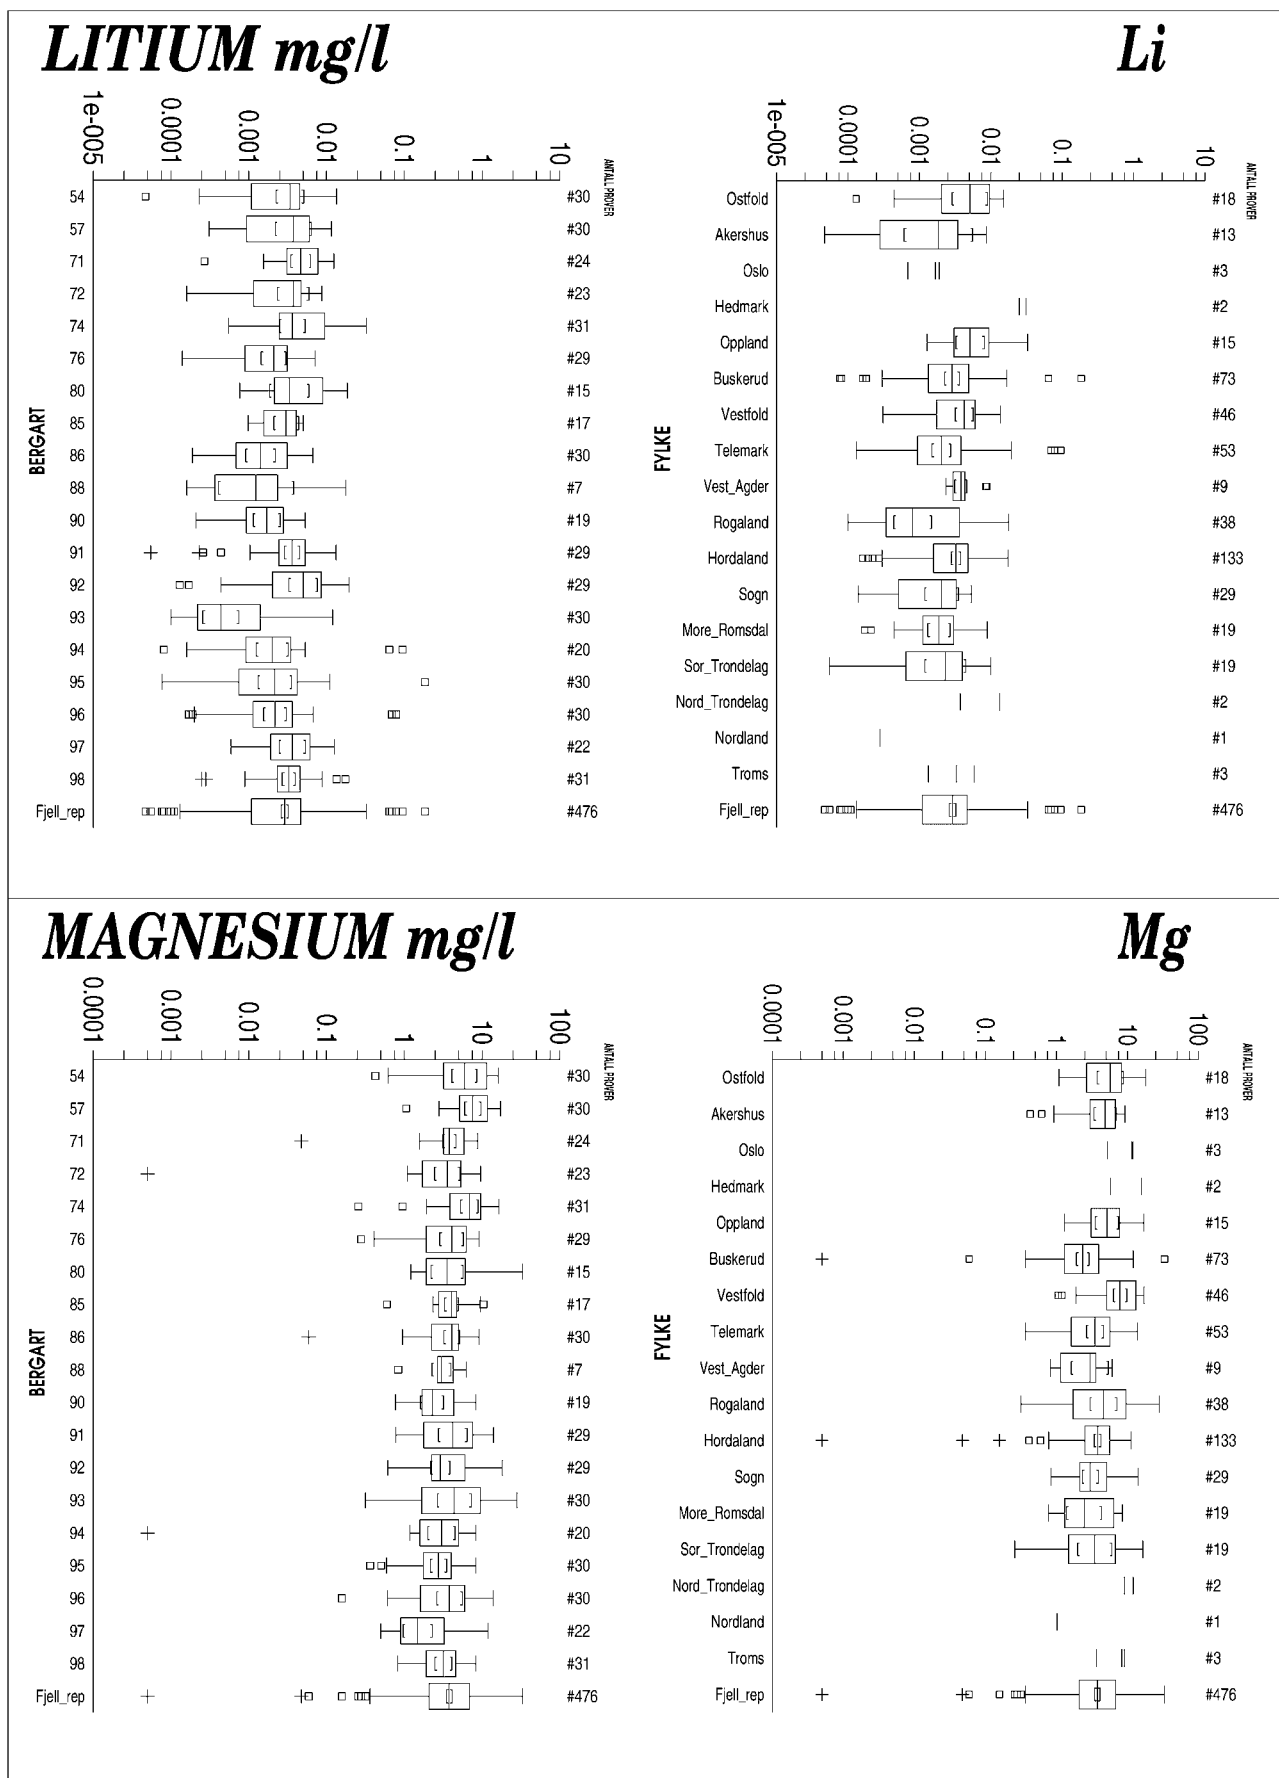 LITIUM mg/l Li
1e-005 0.0001 0.001 0.01 0.1 1 10
ANTALL PROVER
BERGART
54 #30
57 #30
71 #24
72 #23
74 #31
76 #29
80 #15
85 #17
86 #30
88 #7
90 #19
91 #29
92 #29
93 #30
94 #20
95 #30
96 #30
97 #22
98 #31
Fjell_rep #476
1e-005 0.0001 0.001 0.01 0.1 1 10
ANTALL PROVER
FYLKE
Ostfold #18
Akershus #13
Oslo #3
Hedmark #2
Oppland #15
Buskerud #73
Vestfold #46
Telemark #53
Vest_Agder #9
Rogaland #38
Hordaland #133
Sogn #29
More_Romsdal #19
Sor_Trondelag #19
Nord_Trondelag #2
Nordland #1
Troms #3
Fjell_rep #476
MAGNESIUM mg/l Mg
0.0001 0.001 0.01 0.1 1 10 100
ANTALL PROVER
BERGART
54 #30
57 #30
71 #24
72 #23
74 #31
76 #29
80 #15
85 #17
86 #30
88 #7
90 #19
91 #29
92 #29
93 #30
94 #20
95 #30
96 #30
97 #22
98 #31
Fjell_rep #476
0.0001 0.001 0.01 0.1 1 10 100
ANTALL PROVER
FYLKE
Ostfold #18
Akershus #13
Oslo #3
Hedmark #2
Oppland #15
Buskerud #73
Vestfold #46
Telemark #53
Vest_Agder #9
Rogaland #38
Hordaland #133
Sogn #29
More_Romsdal #19
Sor_Trondelag #19
Nord_Trondelag #2
Nordland #1
Troms #3
Fjell_rep #476